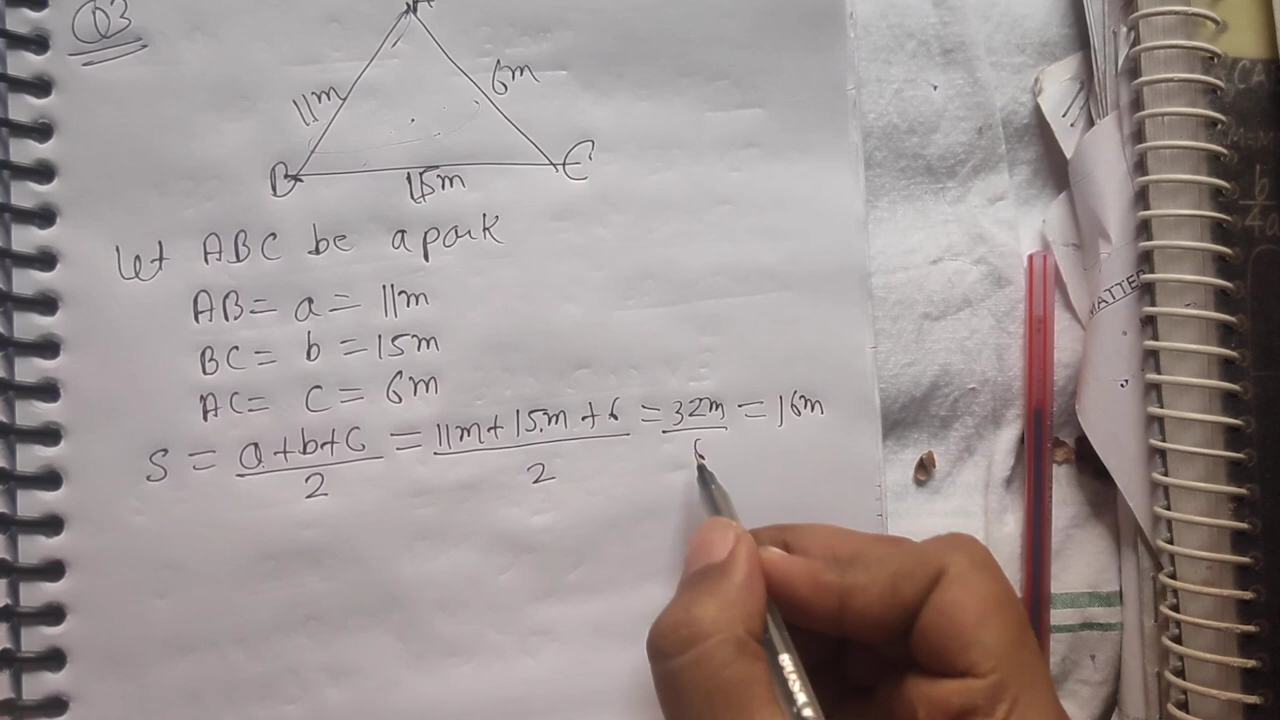 Q3
A
11m
6m
B
C
15m
Let ABC be a park
AB = a = 11m
BC = b = 15m
AC = c = 6m
S = a+b+c / 2 = 11m+15m+6 / 2 = 32m = 16m
MATTER
b